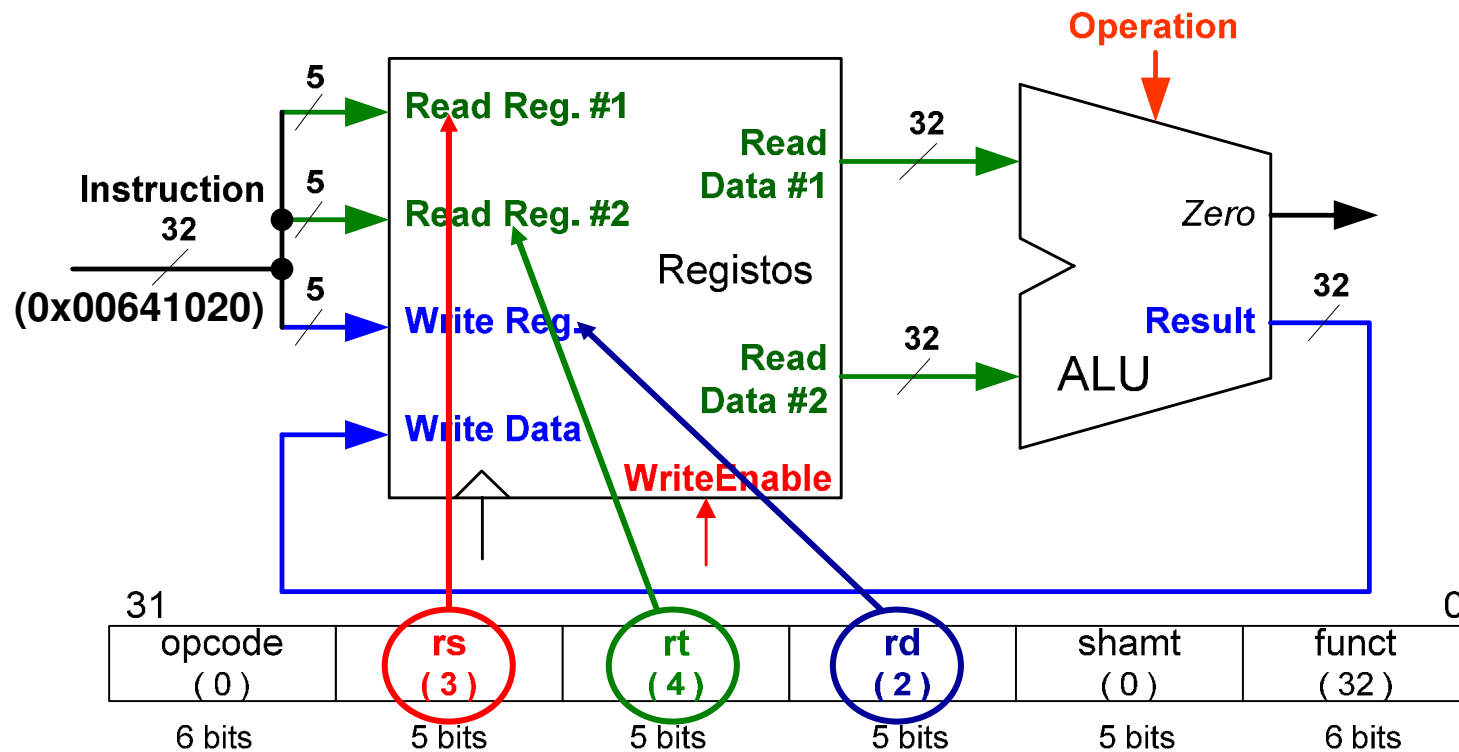 Operation
5
Read Reg. #1
32
Read
Data #1
Instruction
32
5
Read Reg. #2
Zero
Registos
(0x00641020)
5
Write Reg.
32
Result
32
Read
Data #2
ALU
Write Data
WriteEnable
31
0
opcode
rs
rt
rd
shamt
funct
( 0 )
( 3 )
( 4 )
( 2 )
( 0 )
( 32 )
6 bits
5 bits
5 bits
5 bits
5 bits
6 bits